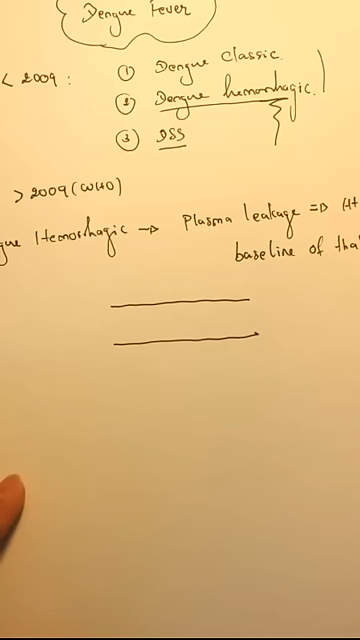 Dengue Fever
< 2009 :
① Dengue classic.
② Dengue hemorrhagic.
③ DSS
> 2009 (WHO)
gue Hemorrhagic → Plasma leakage ⇒ Ht
baseline of that